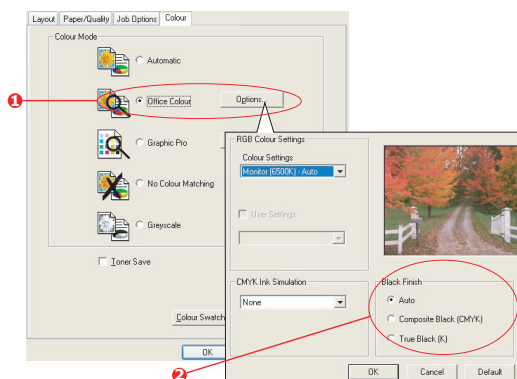 Layout Paper/Quality Job Options Colour
Colour Mode
Automatic
1
Office Colour
Options...
Graphic Pro
No Colour Matching
Greyscale
Toner Save
Colour Swatch
OK
RGB Colour Settings
Colour Settings
Monitor (6500K) - Auto
User Settings
CMYK Ink Simulation
None
Black Finish
Auto
Composite Black (CMYK)
True Black (K)
2
OK Cancel Default